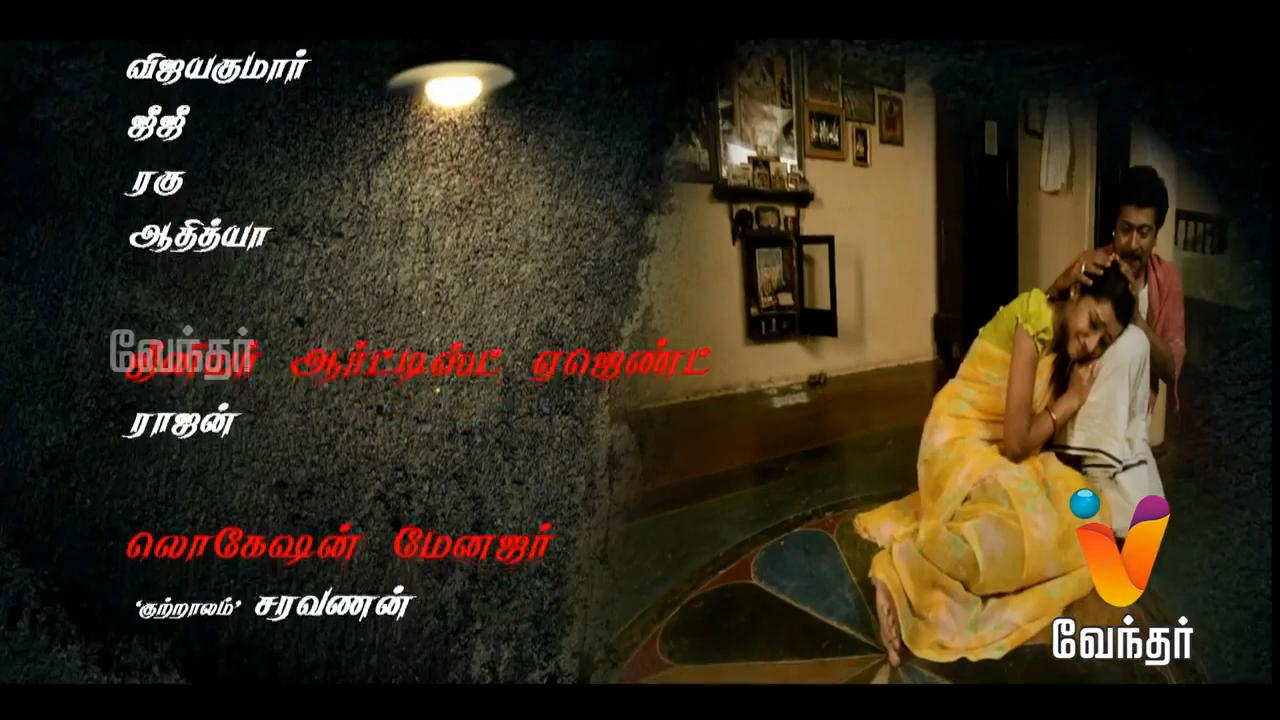 விஜயகுமார்
ஜீஜீ
ரகு
ஆதித்யா
வேந்தர்
ஆர்ட்டிஸ்ட் ஏஜெண்ட்
ராஜன்
லொகேஷன் மேனஜர்
‘குற்றாலம்’ சரவணன்
வேந்தர்